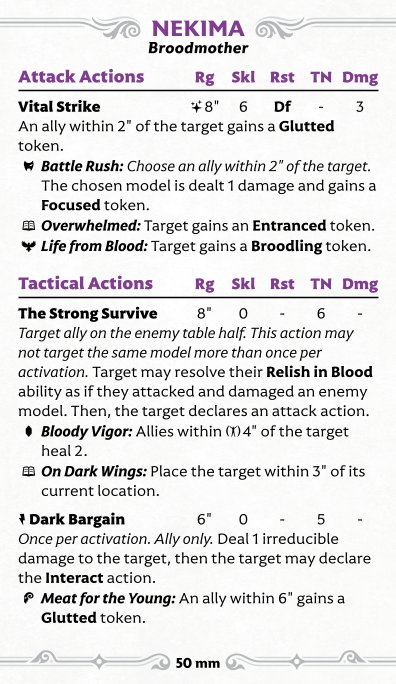 NEKIMA
Broodmother
Attack Actions Rg Skl Rst TN Dmg
Vital Strike 8" 6 Df - 3
An ally within 2" of the target gains a Glutted
token.
Battle Rush: Choose an ally within 2" of the target.
The chosen model is dealt 1 damage and gains a
Focused token.
Overwhelmed: Target gains an Entranced token.
Life from Blood: Target gains a Broodling token.
Tactical Actions Rg Skl Rst TN Dmg
The Strong Survive 8" 0 - 6 -
Target ally on the enemy table half. This action may
not target the same model more than once per
activation. Target may resolve their Relish in Blood
ability as if they attacked and damaged an enemy
model. Then, the target declares an attack action.
Bloody Vigor: Allies within 4" of the target
heal 2.
On Dark Wings: Place the target within 3" of its
current location.
Dark Bargain 6" 0 - 5 -
Once per activation. Ally only. Deal 1 irreducible
damage to the target, then the target may declare
the Interact action.
Meat for the Young: An ally within 6" gains a
Glutted token.
50 mm